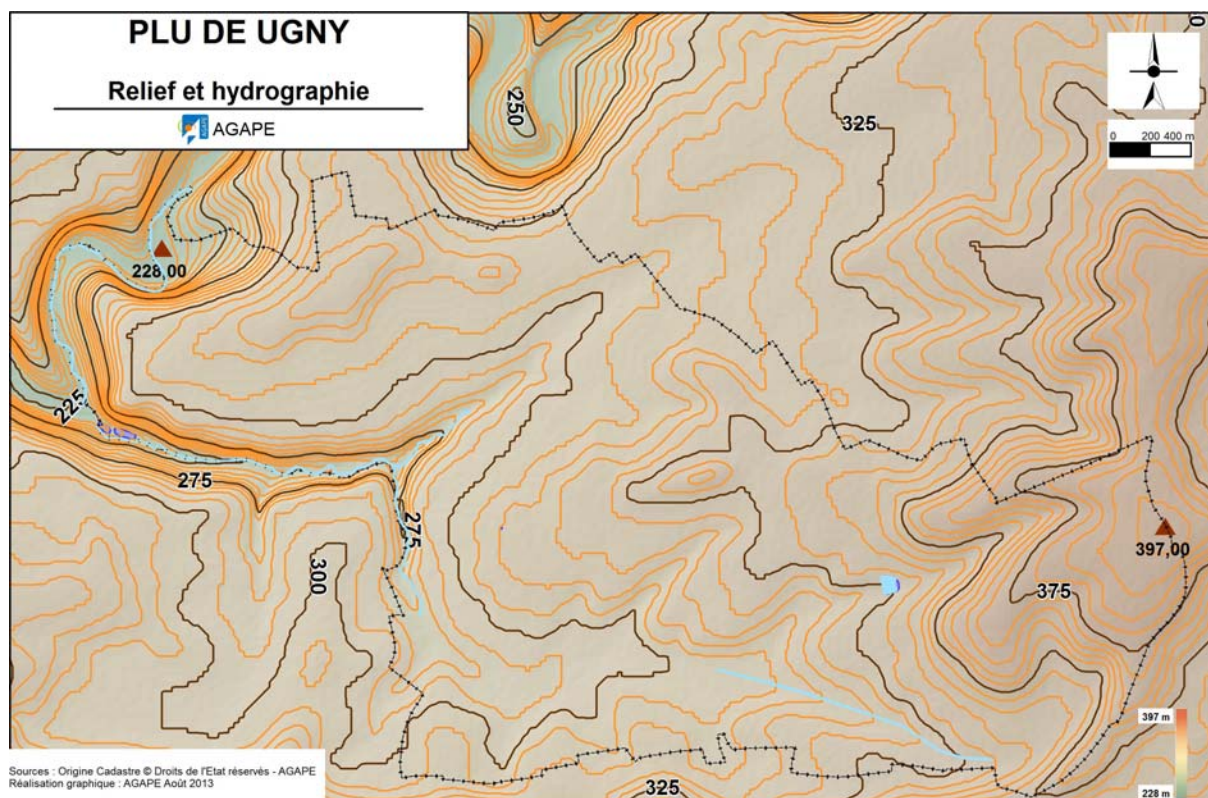 PLU DE UGNY
Relief et hydrographie
AGAPE AGAPE
250
325
0 200 400 m
228,00
225
275
275
300
397,00
375
397 m
228 m
325
Sources : Origine Cadastre © Droits de l'Etat réservés - AGAPE
Réalisation graphique : AGAPE Août 2013